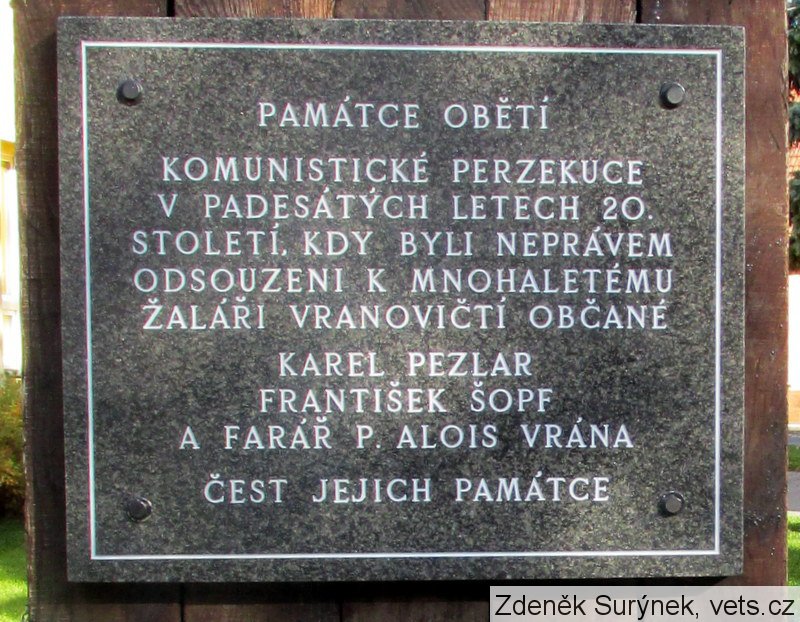 PAMÁTCE OBĚTÍ
KOMUNISTICKÉ PERZEKUCE
V PADESÁTÝCH LETECH 20.
STOLETÍ, KDY BYLI NEPRÁVEM
ODSOUZENI K MNOHALETÉMU
ŽALÁŘI VRANOVIČTÍ OBČANÉ
KAREL PEZLAR
FRANTIŠEK ŠOPF
A FARÁŘ P. ALOIS VRÁNA
ČEST JEJICH PAMÁTCE
Zdeněk Surýnek, vets.cz